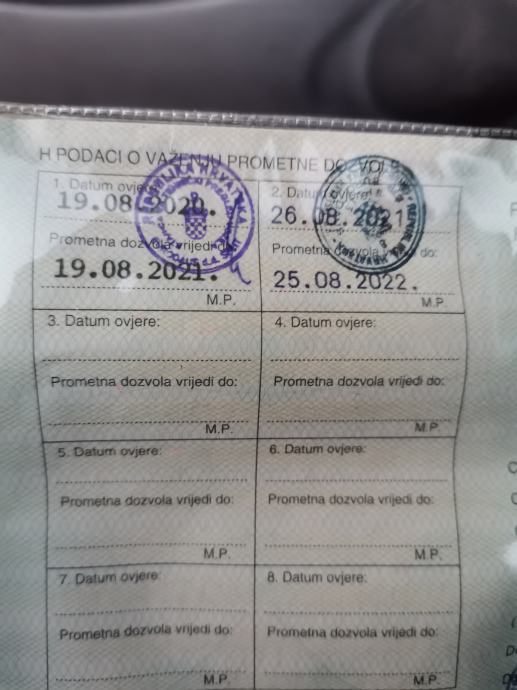 H PODACI O VAŽENJU PROMETNE DOZVOLE
1. Datum ovjere:
19.08.2020.
Prometna dozvola vrijedi do:
19.08.2021.
M.P.
REPUBLIKA HRVATSKA
2. Datum ovjere:
26.08.2021
Prometna dozvola vrijedi do:
25.08.2022.
M.P.
3. Datum ovjere:
Prometna dozvola vrijedi do:
M.P.
4. Datum ovjere:
Prometna dozvola vrijedi do:
M.P.
5. Datum ovjere:
Prometna dozvola vrijedi do:
M.P.
6. Datum ovjere:
Prometna dozvola vrijedi do:
M.P.
7. Datum ovjere:
Prometna dozvola vrijedi do:
M.P.
8. Datum ovjere:
Prometna dozvola vrijedi do:
M.P.